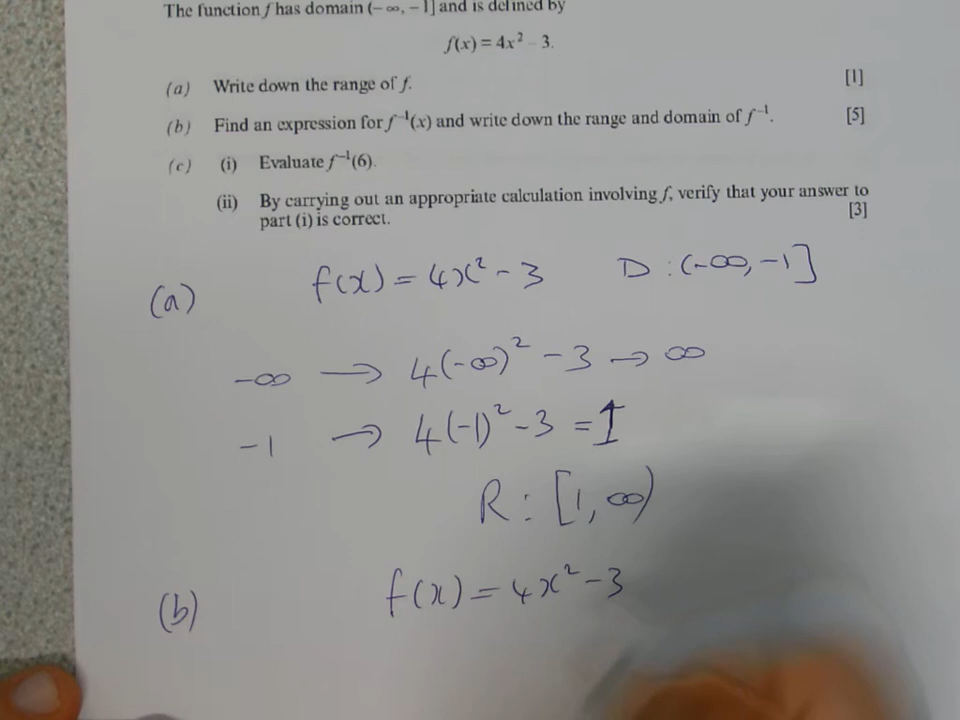 The function f has domain (−∞, −1] and is defined by
f(x) = 4x² − 3.
(a) Write down the range of f. [1]
(b) Find an expression for f⁻¹(x) and write down the range and domain of f⁻¹. [5]
(c) (i) Evaluate f⁻¹(6).
(ii) By carrying out an appropriate calculation involving f, verify that your answer to
part (i) is correct. [3]
(a) f(x) = 4x² − 3 D : (−∞, −1]
−∞ → 4(−∞)² − 3 → ∞
−1 → 4(−1)² − 3 = 1
R : [1, ∞)
(b) f(x) = 4x² − 3